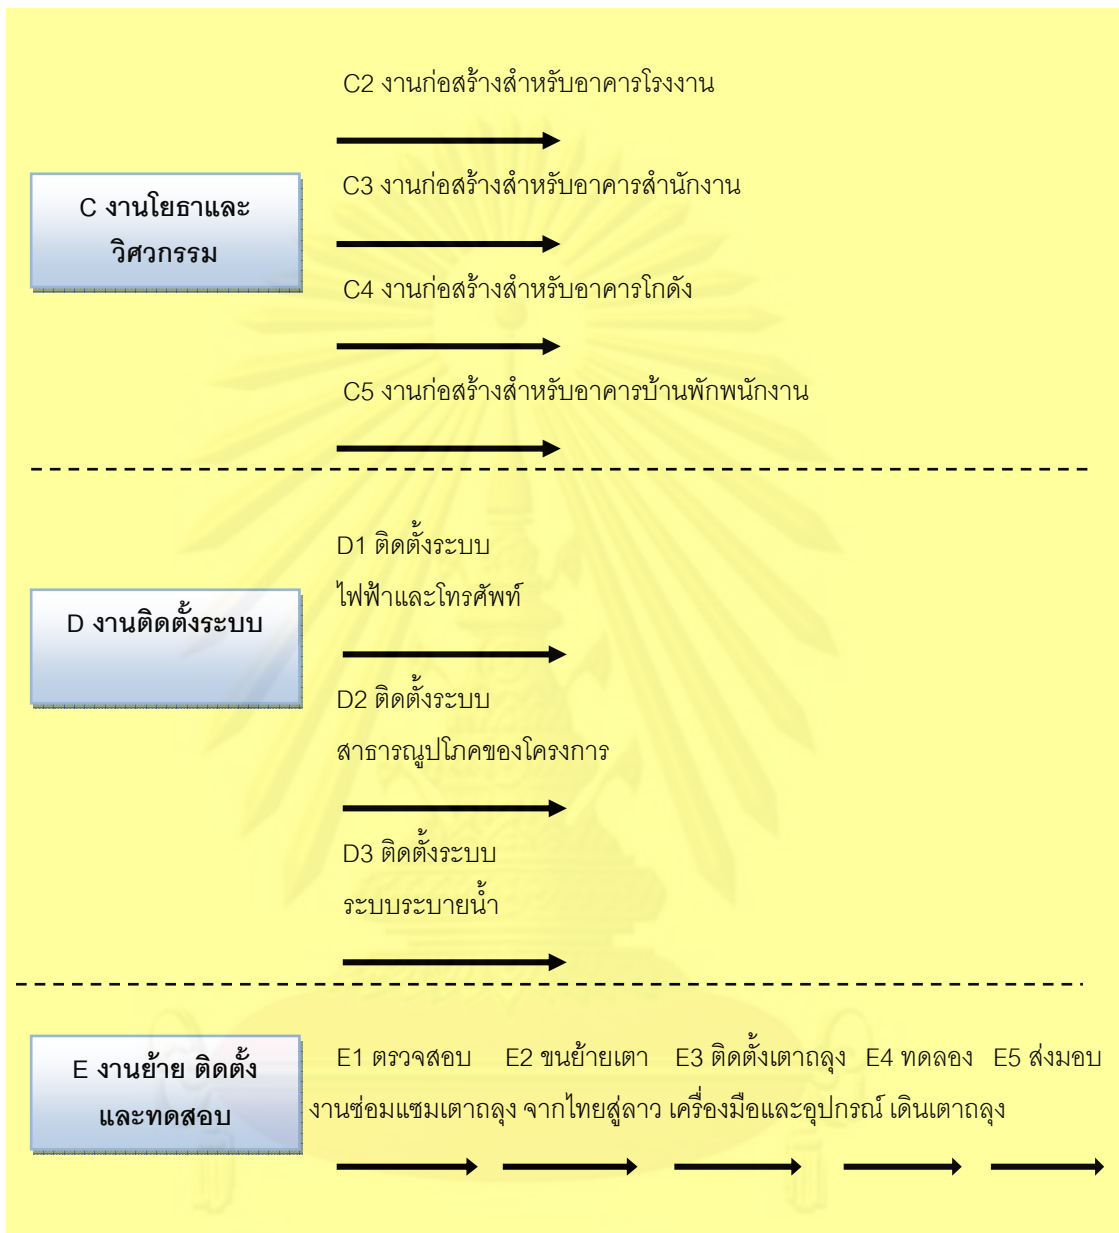 C2 งานก่อสร้างสำหรับอาคารโรงงาน
C งานโยธาและ
วิศวกรรม
C3 งานก่อสร้างสำหรับอาคารสำนักงาน
C4 งานก่อสร้างสำหรับอาคารโกดัง
C5 งานก่อสร้างสำหรับอาคารบ้านพักพนักงาน
D งานติดตั้งระบบ
D1 ติดตั้งระบบ
ไฟฟ้าและโทรศัพท์
D2 ติดตั้งระบบ
สาธารณูปโภคของโครงการ
D3 ติดตั้งระบบ
ระบบระบายน้ำ
E งานย้าย ติดตั้ง
และทดสอบ
E1 ตรวจสอบ E2 ขนย้ายเตา E3 ติดตั้งเตาถลุง E4 ทดลอง E5 ส่งมอบ
งานซ่อมแซมเตาถลุง จากไทยสู่ลาว เครื่องมือและอุปกรณ์ เดินเตาถลุง